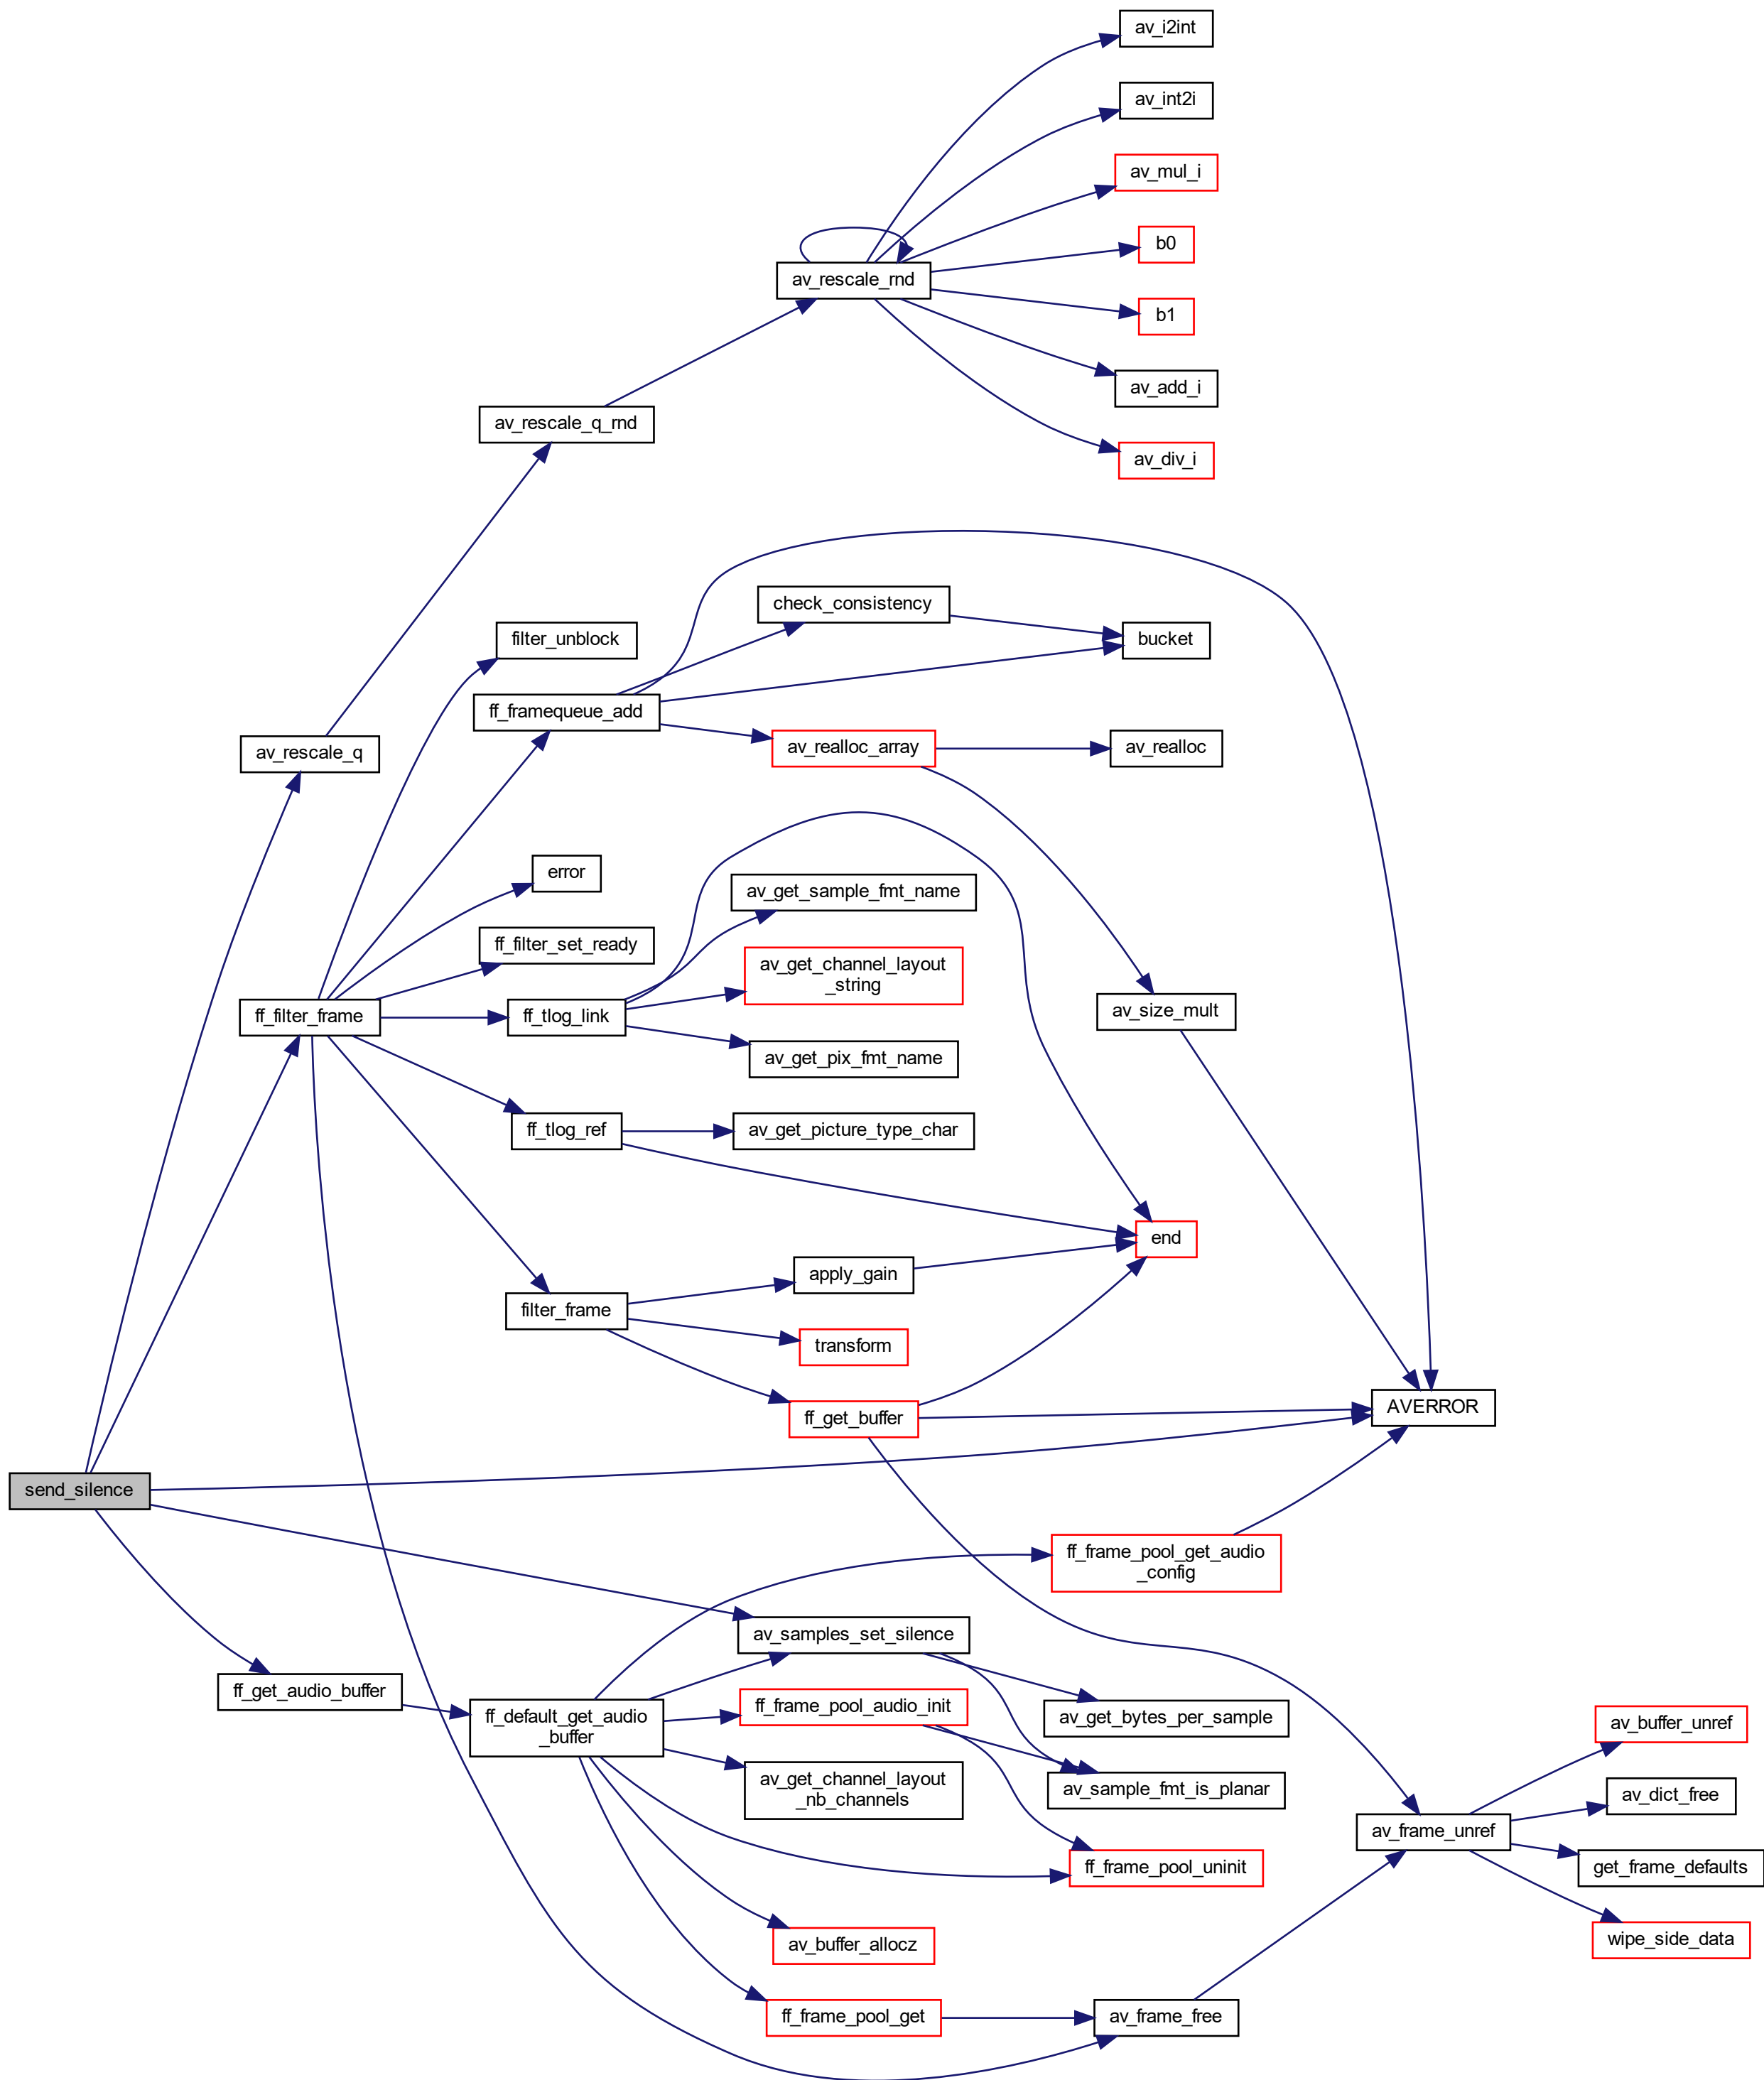 av_i2int
av_int2i
av_mul_i
b0
av_rescale_rnd
b1
av_add_i
av_rescale_q_rnd
av_div_i
check_consistency
filter_unblock
bucket
ff_framequeue_add
av_rescale_q
av_realloc_array
av_realloc
error
av_get_sample_fmt_name
ff_filter_set_ready
av_get_channel_layout
_string
ff_filter_frame
ff_tlog_link
av_size_mult
av_get_pix_fmt_name
ff_tlog_ref
av_get_picture_type_char
end
apply_gain
filter_frame
transform
ff_get_buffer
AVERROR
send_silence
ff_frame_pool_get_audio
_config
av_samples_set_silence
ff_get_audio_buffer
ff_default_get_audio
_buffer
ff_frame_pool_audio_init
av_get_bytes_per_sample
av_buffer_unref
av_get_channel_layout
_nb_channels
av_sample_fmt_is_planar
av_dict_free
av_frame_unref
ff_frame_pool_uninit
get_frame_defaults
av_buffer_allocz
wipe_side_data
ff_frame_pool_get
av_frame_free